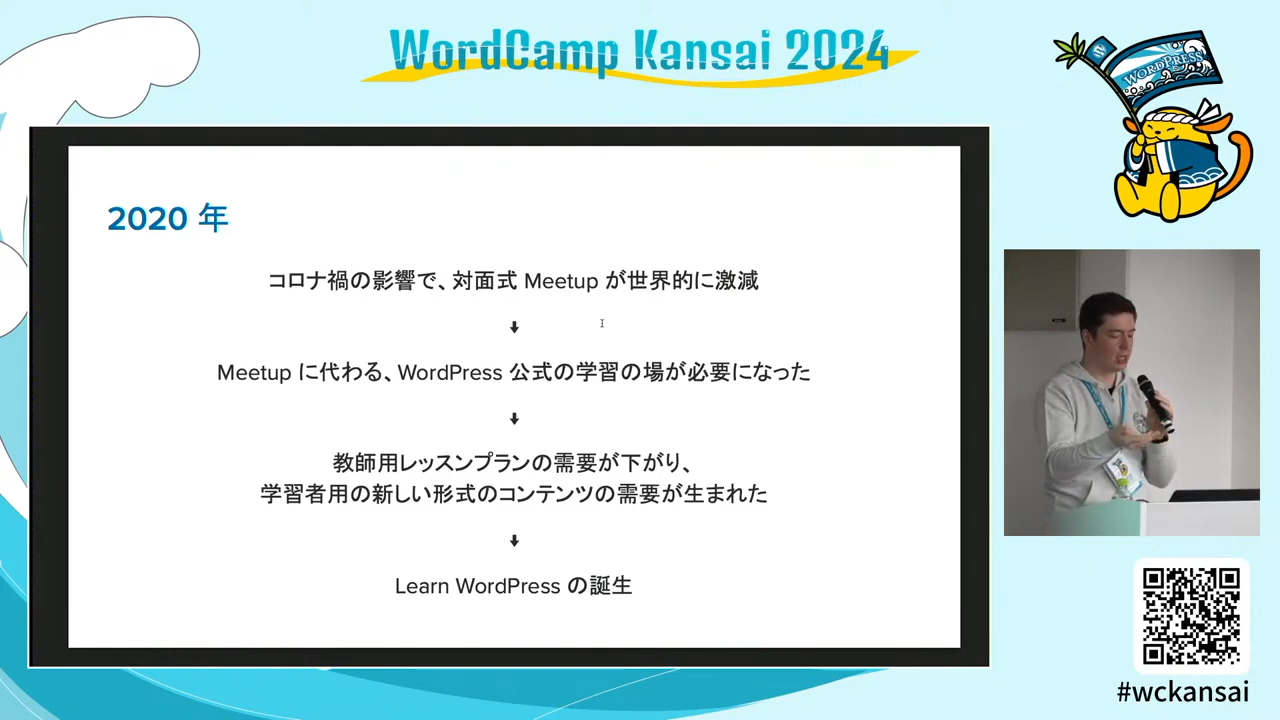 WordCamp Kansai 2024
WORDPRESS
W
2020 年
コロナ禍の影響で、対面式 Meetup が世界的に激減
↓
Meetup に代わる、WordPress 公式の学習の場が必要になった
↓
教師用レッスンプランの需要が下がり、
学習者用の新しい形式のコンテンツの需要が生まれた
↓
Learn WordPress の誕生
#wckansai